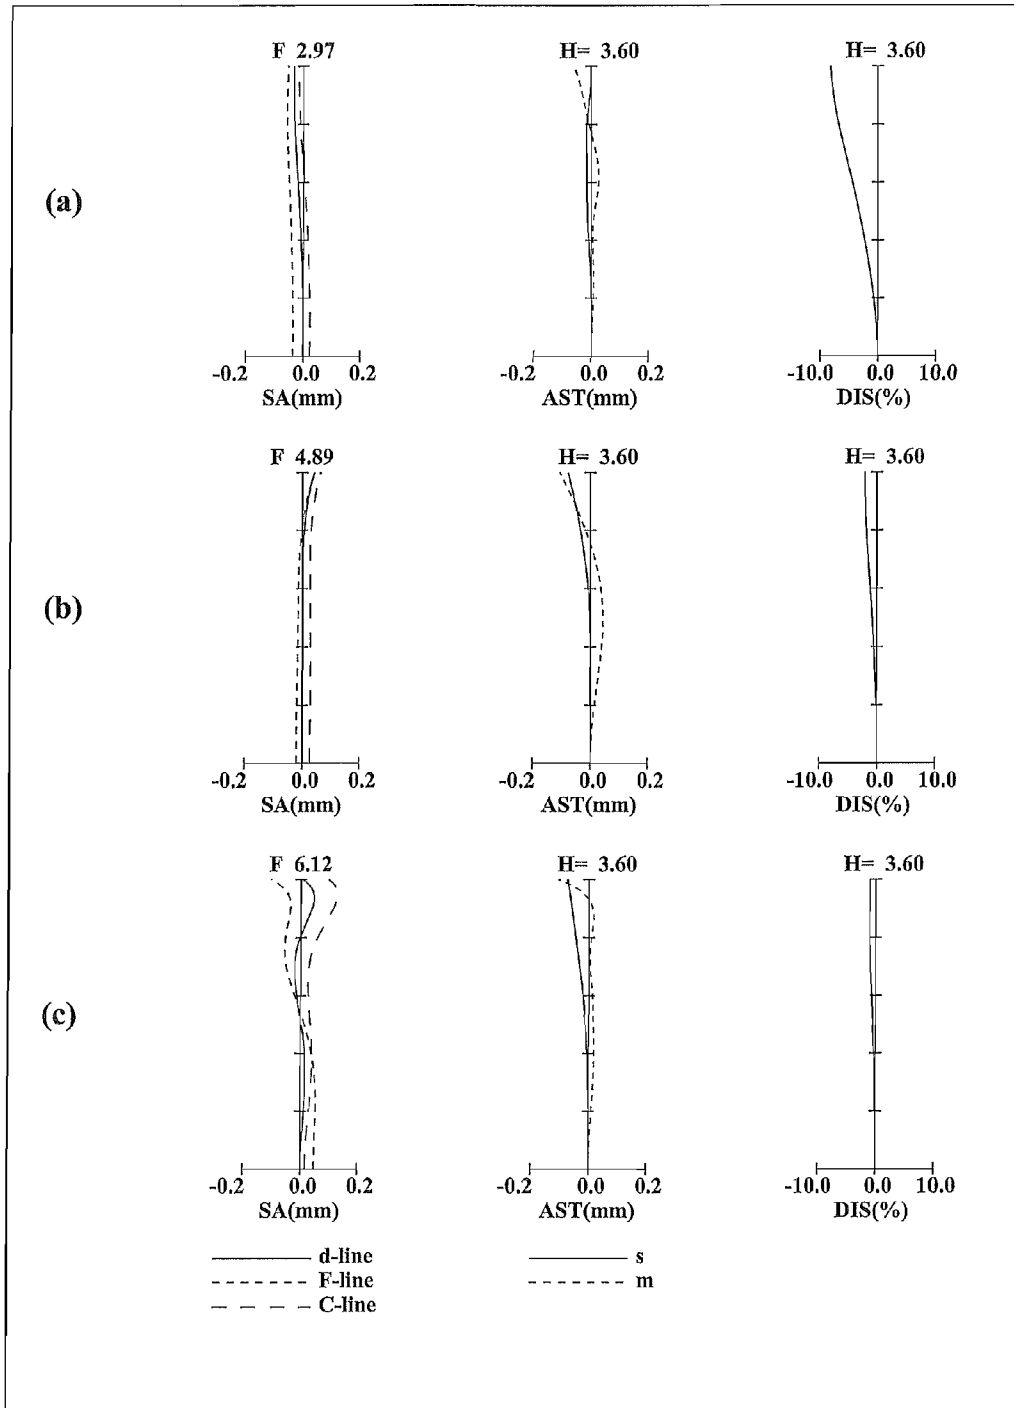 F 2.97 H= 3.60 H= 3.60
(a)
-0.2 0.0 0.2 -0.2 0.0 0.2 -10.0 0.0 10.0
SA(mm) AST(mm) DIS(%)
F 4.89 H= 3.60 H= 3.60
(b)
-0.2 0.0 0.2 -0.2 0.0 0.2 -10.0 0.0 10.0
SA(mm) AST(mm) DIS(%)
F 6.12 H= 3.60 H= 3.60
(c)
-0.2 0.0 0.2 -0.2 0.0 0.2 -10.0 0.0 10.0
SA(mm) AST(mm) DIS(%)
d-line s
F-line m
C-line